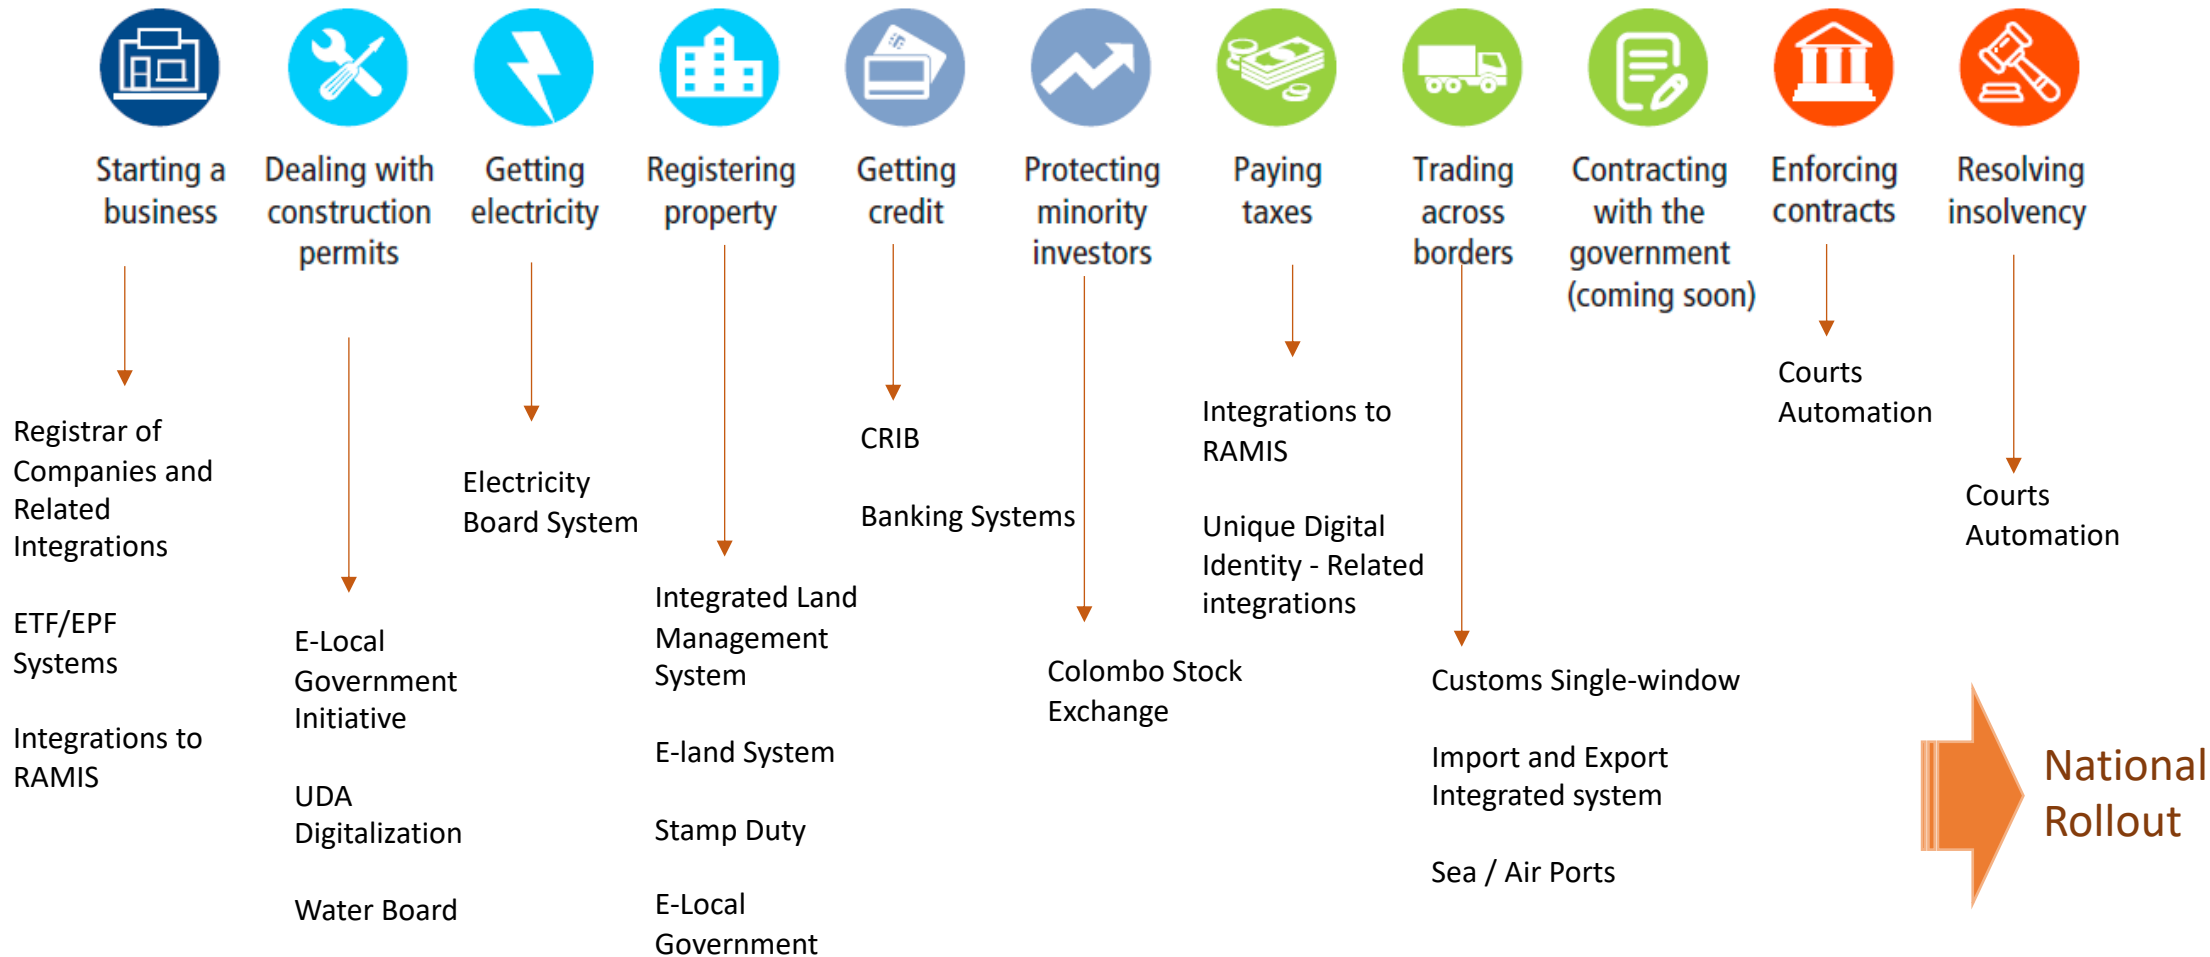 Starting a
business
Dealing with
construction
permits
Getting
electricity
Registering
property
Getting
credit
Protecting
minority
investors
Paying
taxes
Trading
across
borders
Contracting
with the
government
(coming soon)
Enforcing
contracts
Resolving
insolvency
Registrar of
Companies and
Related
Integrations
ETF/EPF
Systems
Integrations to
RAMIS
E-Local
Government
Initiative
UDA
Digitalization
Water Board
Electricity
Board System
Integrated Land
Management
System
E-land System
Stamp Duty
E-Local
Government
CRIB
Banking Systems
Colombo Stock
Exchange
Integrations to
RAMIS
Unique Digital
Identity - Related
integrations
Customs Single-window
Import and Export
Integrated system
Sea / Air Ports
Courts
Automation
Courts
Automation
National
Rollout